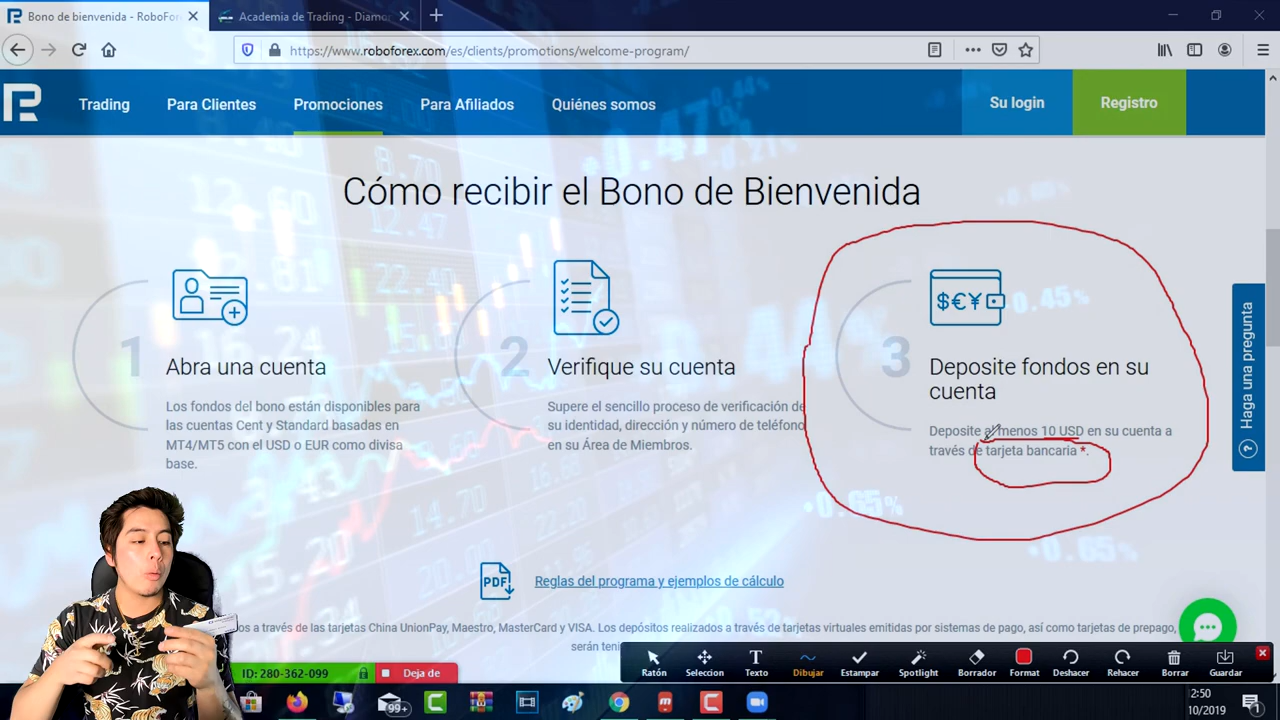 Bono de bienvenida - RoboFor
Academia de Trading - Diamo
https://www.roboforex.com/es/clients/promotions/welcome-program/
Trading
Para Clientes
Promociones
Para Afiliados
Quiénes somos
Su login
Registro
Cómo recibir el Bono de Bienvenida
1
Abra una cuenta
Los fondos del bono están disponibles para
las cuentas Cent y Standard basadas en
MT4/MT5 con el USD o EUR como divisa
base.
2
Verifique su cuenta
Supere el sencillo proceso de verificación de
su identidad, dirección y número de teléfono
en su Área de Miembros.
$€¥
3
Deposite fondos en su
cuenta
Deposite al menos 10 USD en su cuenta a
través de tarjeta bancaria *.
Haga una pregunta
PDF
Reglas del programa y ejemplos de cálculo
os a través de las tarjetas China UnionPay, Maestro, MasterCard y VISA. Los depósitos realizados a través de tarjetas virtuales emitidas por sistemas de pago, así como tarjetas de prepago,
serán
ID: 280-362-099
Deja de
Ratón
Selección
Texto
Dibujar
Estampar
Spotlight
Borrador
Format
Deshacer
Rehacer
Borrar
Guardar
99+
2:50
10/2019